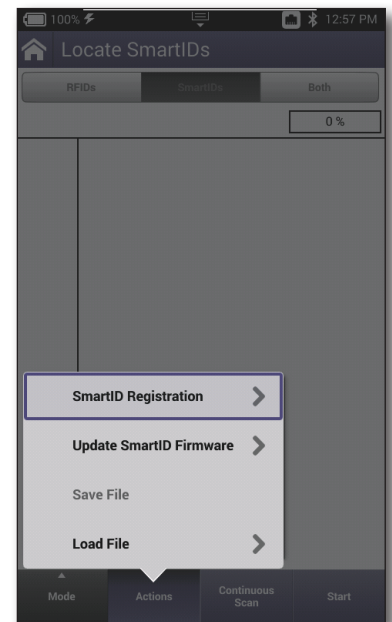 100%
12:57 PM
Locate SmartIDs
RFIDs
SmartIDs
Both
0 %
SmartID Registration
Update SmartID Firmware
Save File
Load File
Mode
Actions
Continuous
Scan
Start